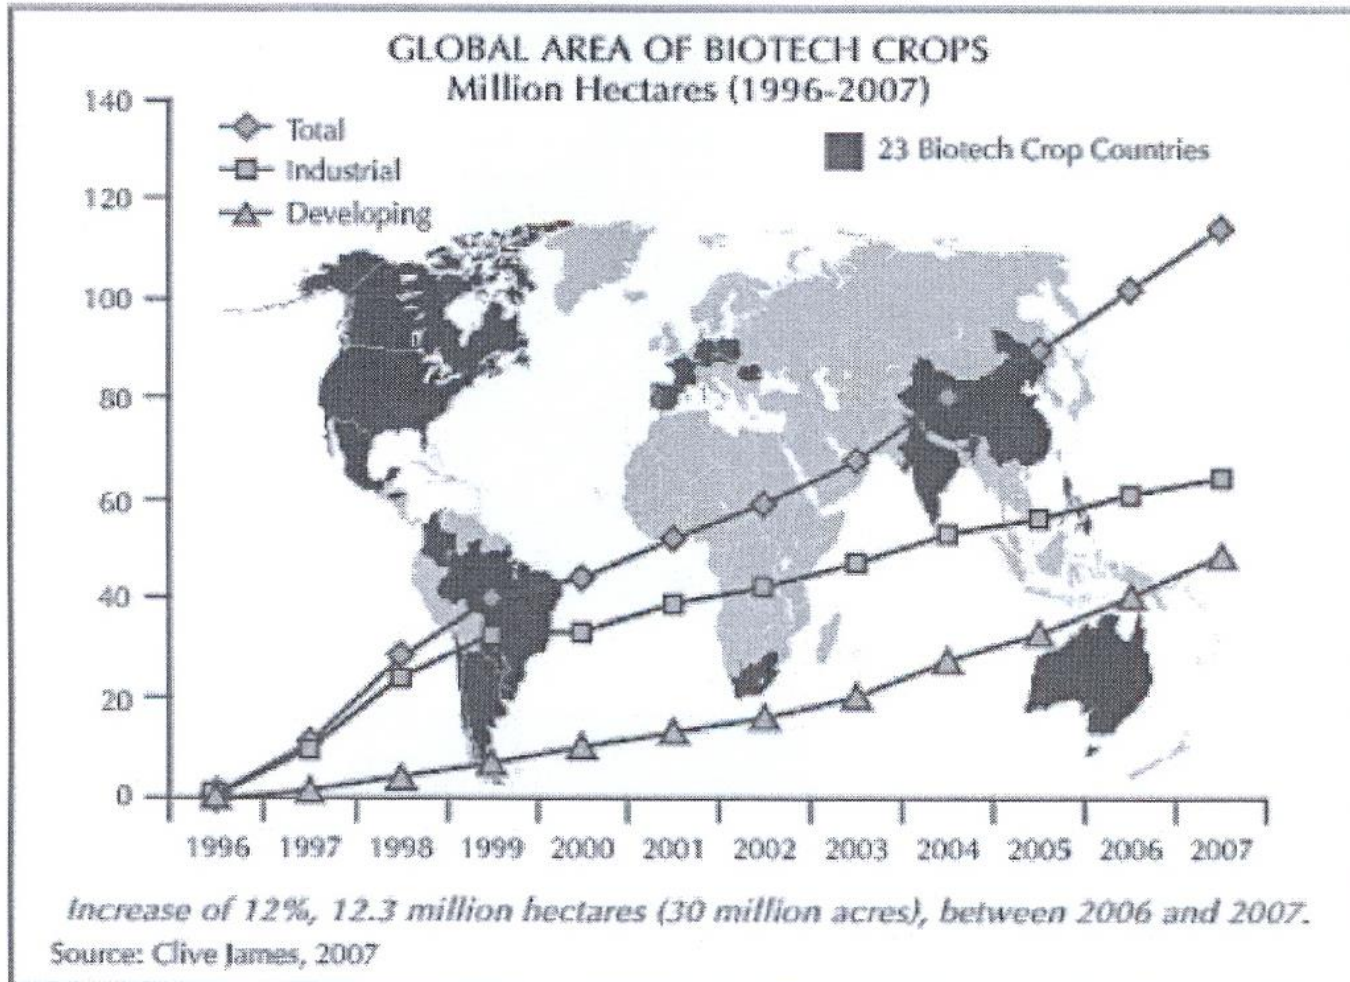 GLOBAL AREA OF BIOTECH CROPS
Million Hectares (1996-2007)
Total
Industrial
Developing
23 Biotech Crop Countries
140
120
100
80
60
40
20
0
1996 1997 1998 1999 2000 2001 2002 2003 2004 2005 2006 2007
Increase of 12%, 12.3 million hectares (30 million acres), between 2006 and 2007.
Source: Clive James, 2007